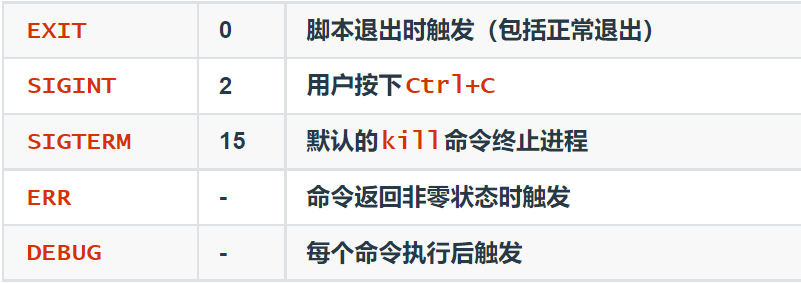 EXIT 0 脚本退出时触发（包括正常退出）
SIGINT 2 用户按下Ctrl+C
SIGTERM 15 默认的kill命令终止进程
ERR - 命令返回非零状态时触发
DEBUG - 每个命令执行后触发